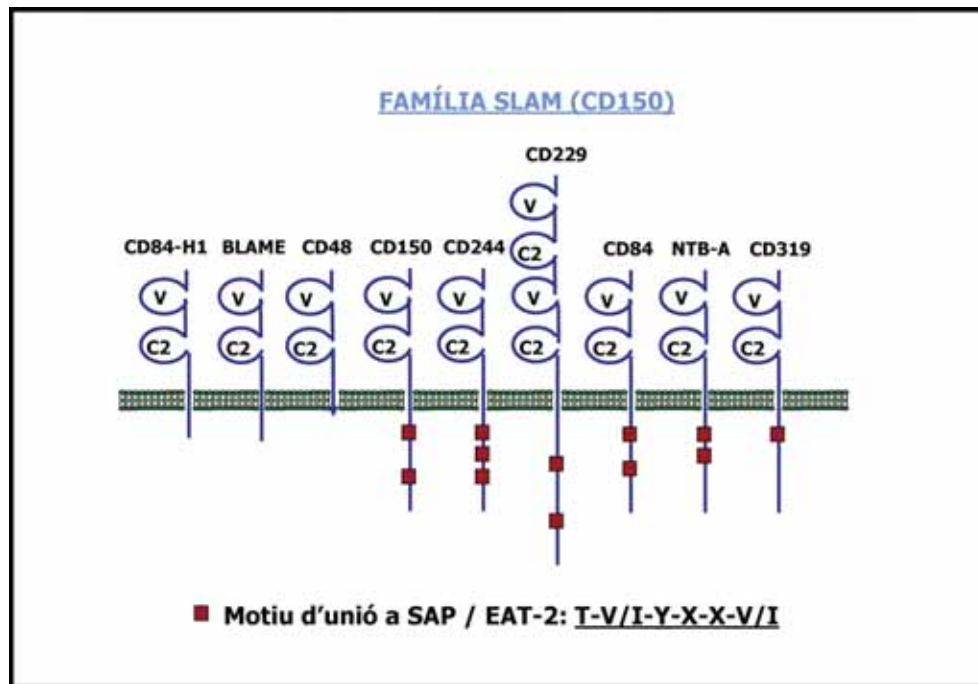 FAMÍLIA SLAM (CD150)
CD229
V
C2
CD84-H1 BLAME CD48 CD150 CD244 CD84 NTB-A CD319
V V V V V V V V V
C2 C2 C2 C2 C2 C2 C2 C2 C2
Motiu d'unió a SAP / EAT-2: T-V/I-Y-X-X-V/I